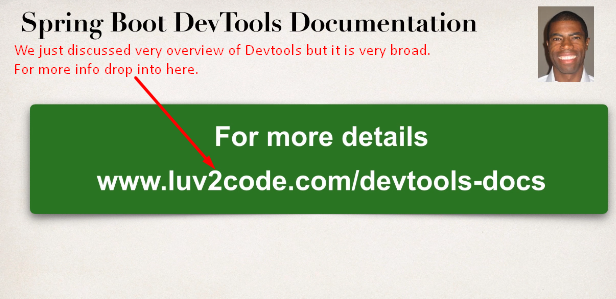 Spring Boot DevTools Documentation
We just discussed very overview of Devtools but it is very broad.
For more info drop into here.
For more details
www.luv2code.com/devtools-docs